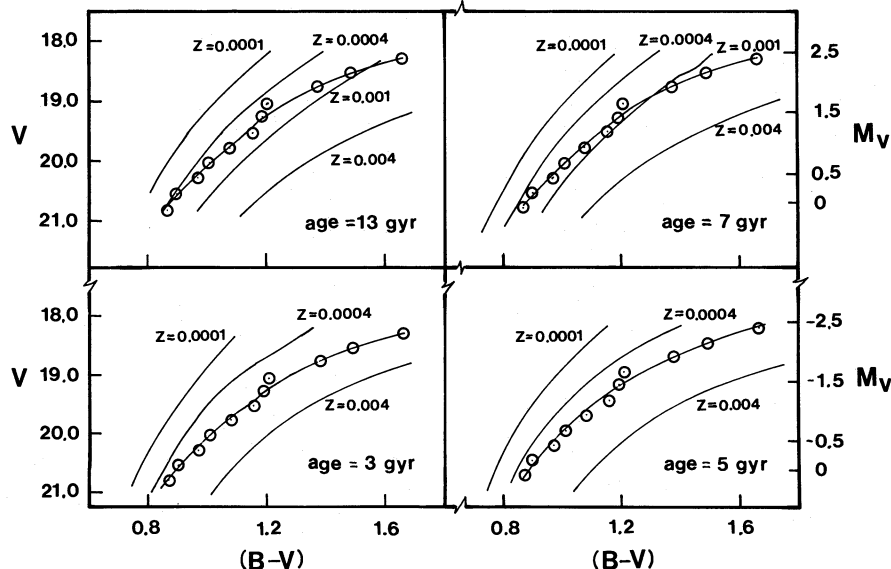 18.0
19.0
V
20.0
21.0
Z=0.0001
Z=0.0004
Z=0.001
Z=0.004
age=13 gyr
Z=0.0001
Z=0.0004
Z=0.001
Z=0.004
age = 7 gyr
2.5
1.5
Mv
0.5
0
18.0
V
19.0
20.0
21.0
Z=0.0001
Z=0.0004
Z=0.004
age = 3 gyr
Z=0.0001
Z=0.0004
Z=0.004
age = 5 gyr
-2.5
-1.5
Mv
-0.5
0
0.8
1.2
1.6
(B-V)
0.8
1.2
1.6
(B-V)